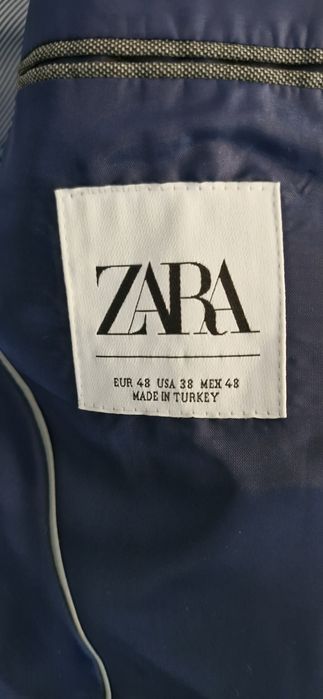 ZARA
EUR 48 USA 38 MEX 48
MADE IN TURKEY